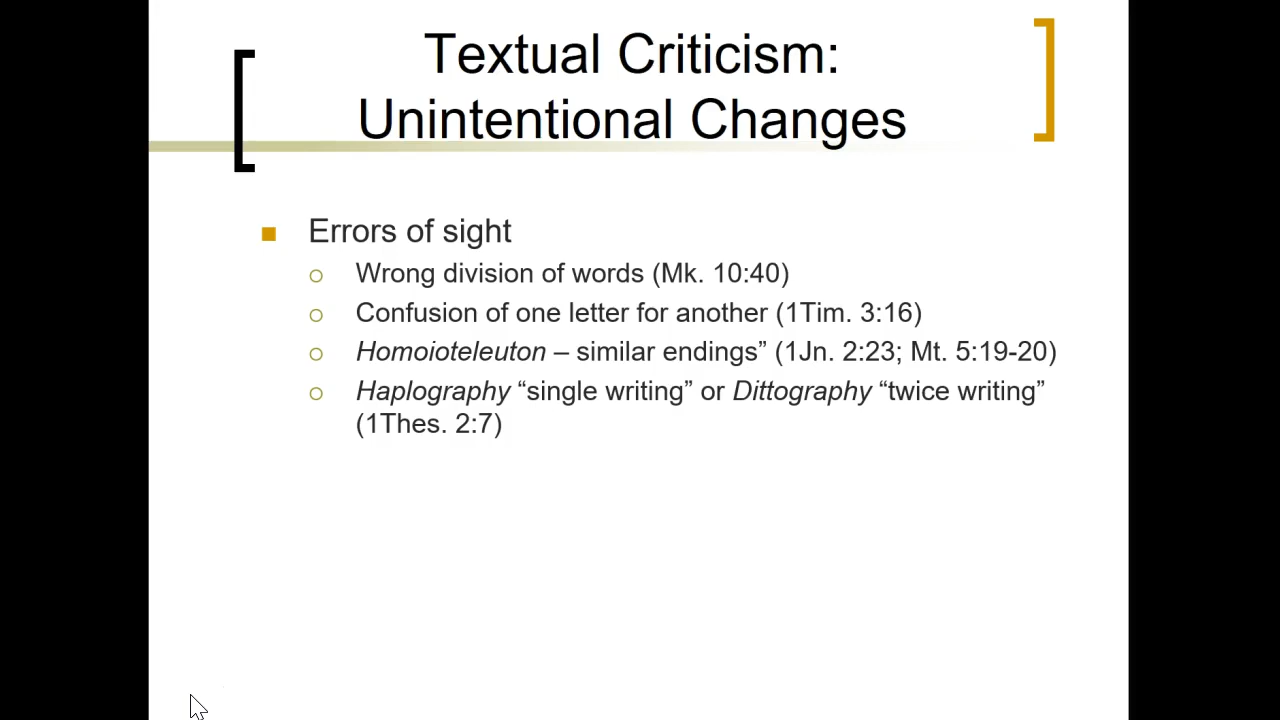 Textual Criticism:
Unintentional Changes
Errors of sight
Wrong division of words (Mk. 10:40)
Confusion of one letter for another (1Tim. 3:16)
Homoioteleuton – similar endings” (1Jn. 2:23; Mt. 5:19-20)
Haplography “single writing” or Dittography “twice writing”
(1Thes. 2:7)